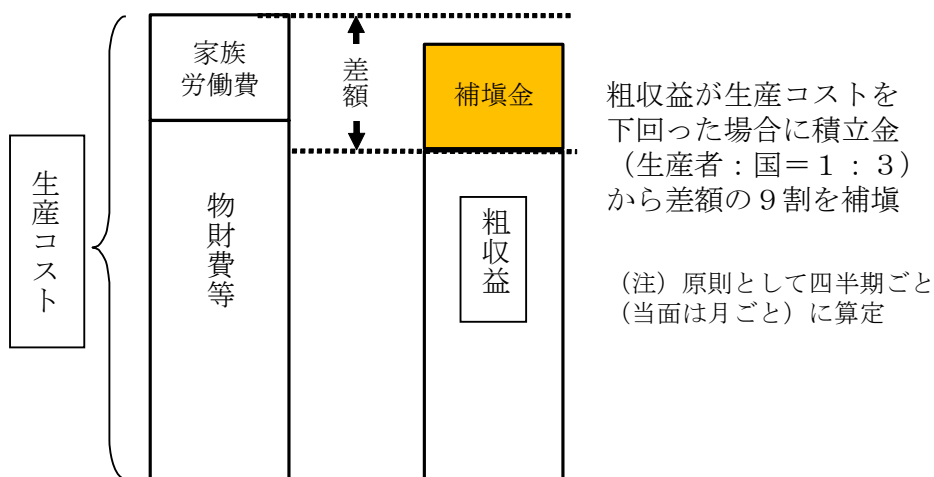 生産コスト
家族
労働費
物財費等
差額
補塡金
粗収益
粗収益が生産コストを
下回った場合に積立金
（生産者：国＝１：３）
から差額の９割を補塡
（注）原則として四半期ごと
（当面は月ごと）に算定